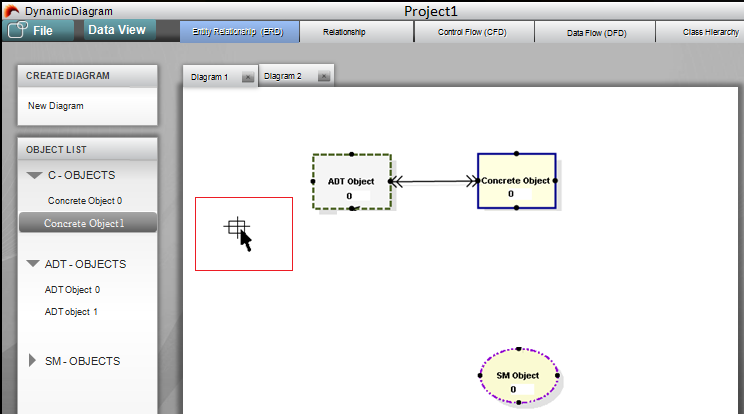 DynamicDiagram
Project1
File
Data View
Entity Relationship (ERD)
Relationship
Control Flow (CFD)
Data Flow (DFD)
Class Hierarchy
CREATE DIAGRAM
New Diagram
OBJECT LIST
C - OBJECTS
Concrete Object 0
Concrete Object1
ADT - OBJECTS
ADT Object 0
ADT object 1
SM - OBJECTS
Diagram 1
Diagram 2
ADT Object
0
Concrete Object
0
SM Object
0